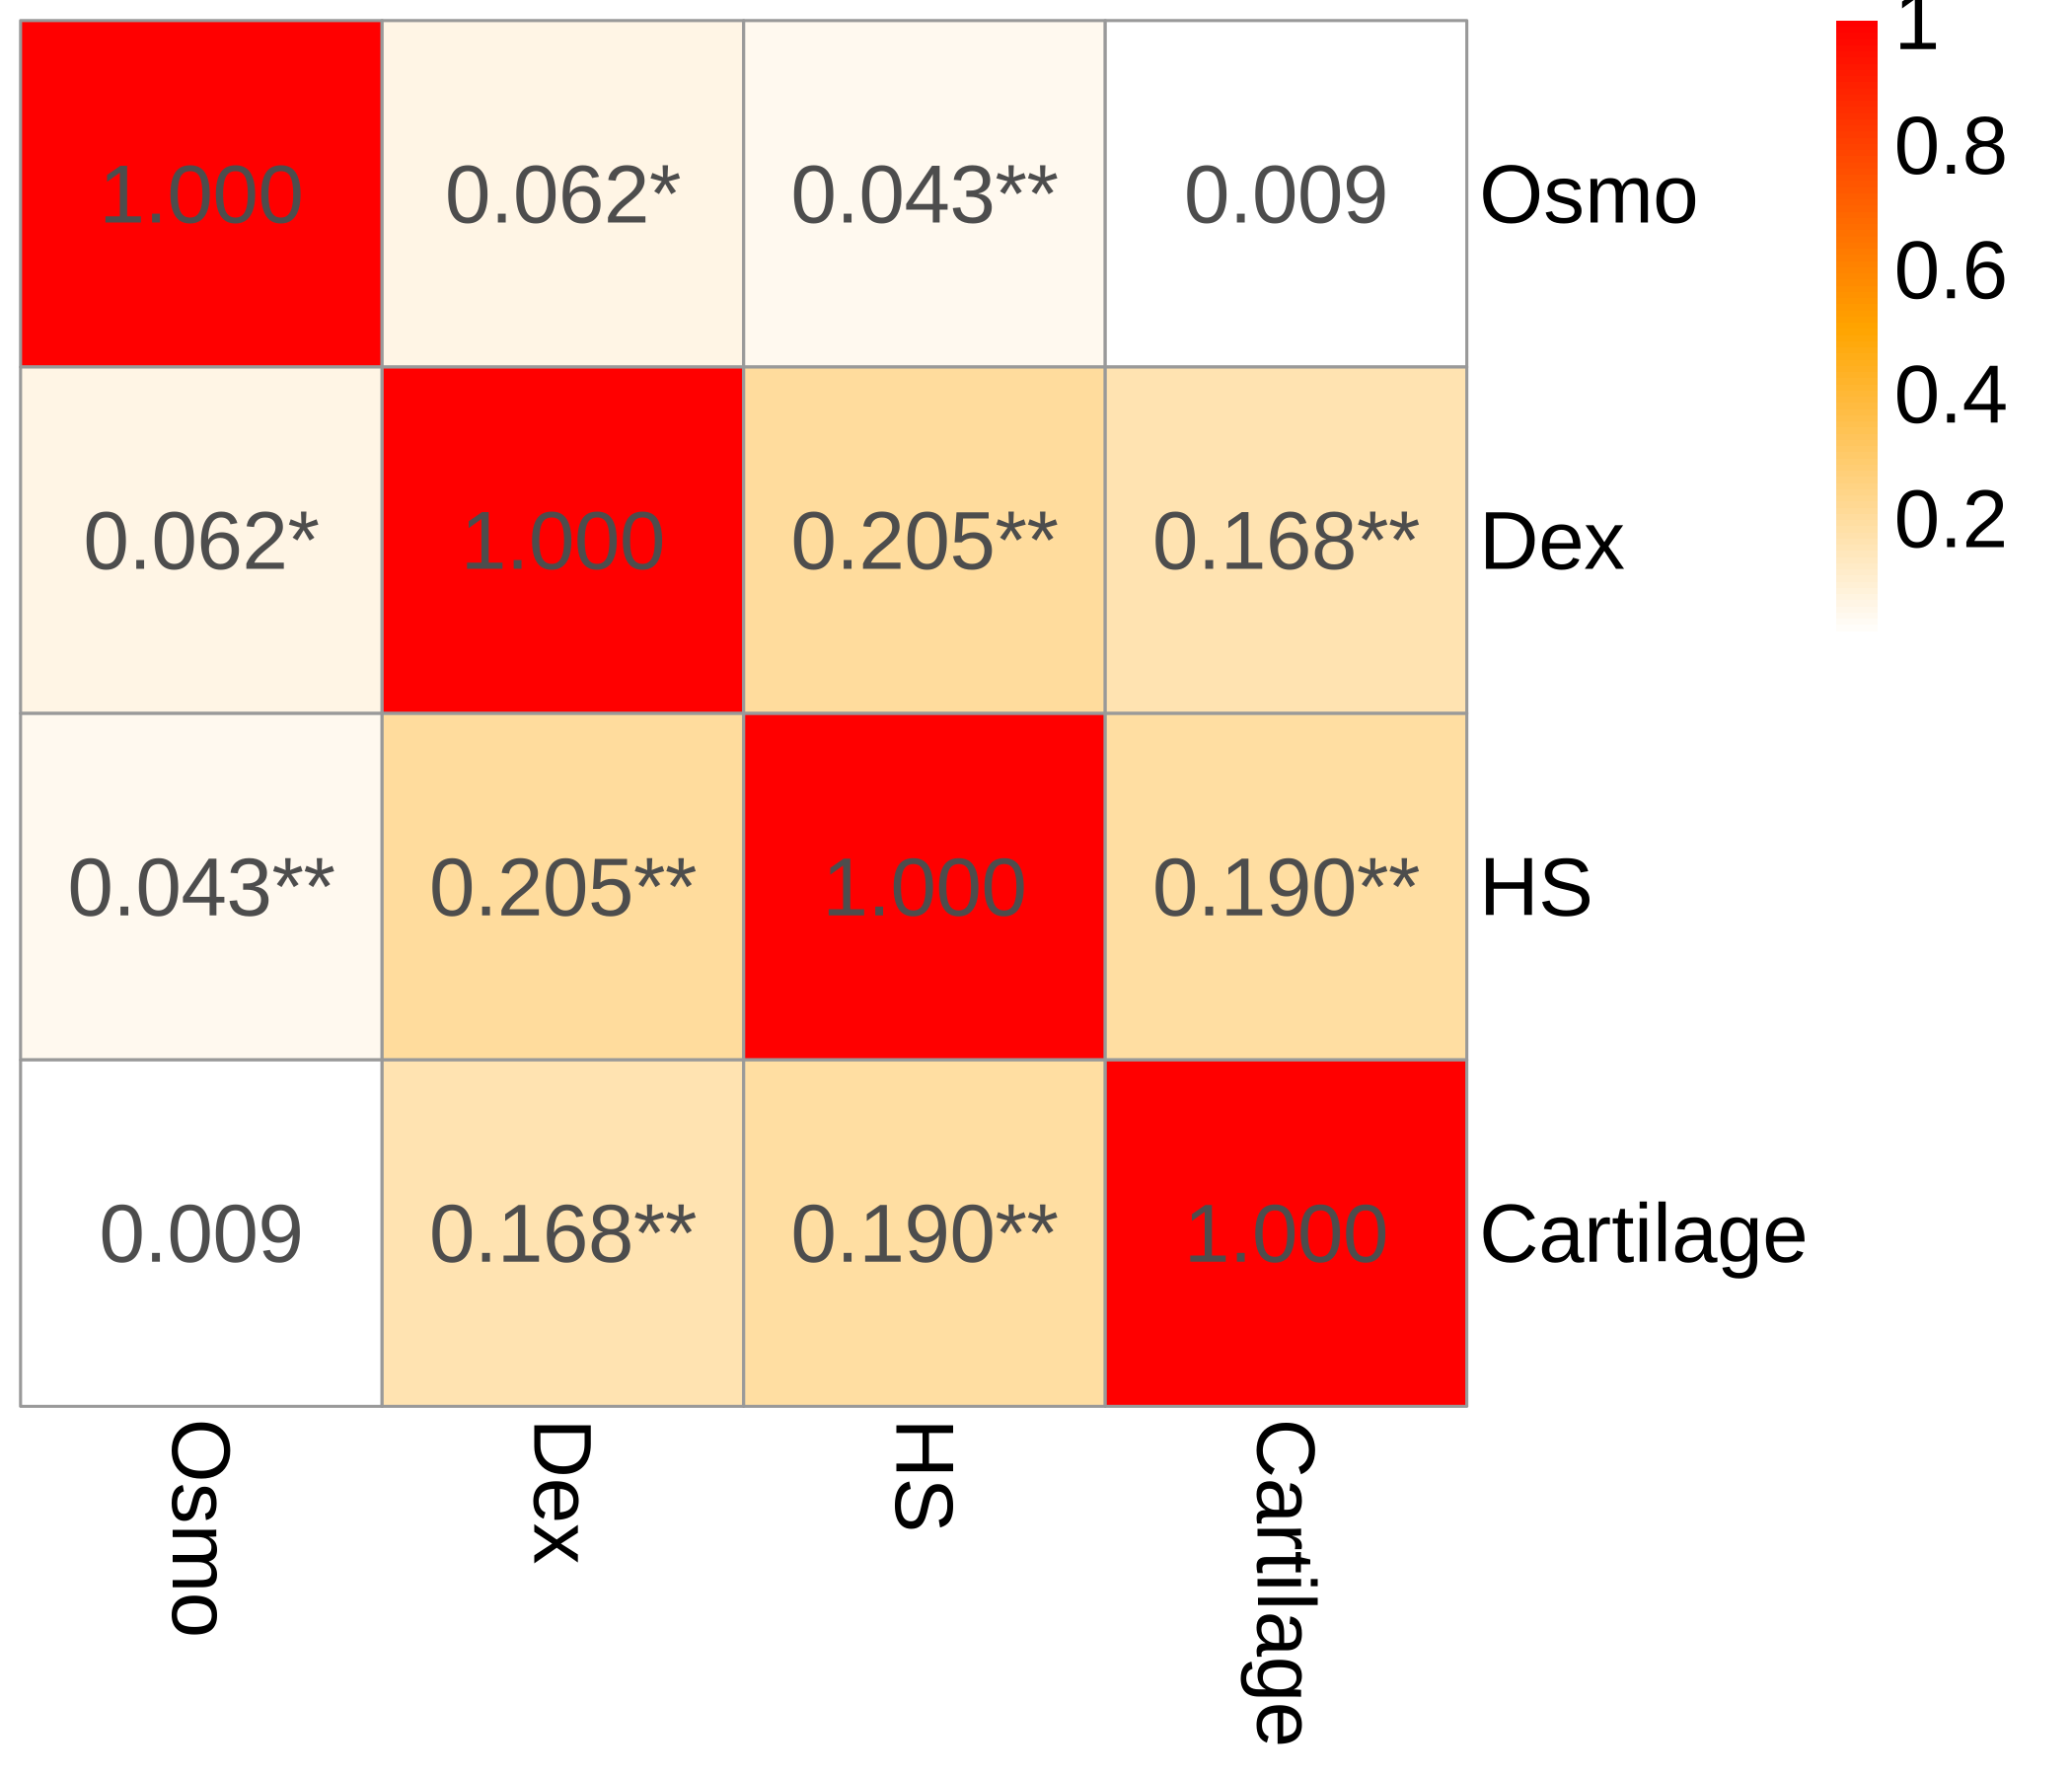 1.000 0.062* 0.043** 0.009 Osmo
0.062* 1.000 0.205** 0.168** Dex
0.043** 0.205** 1.000 0.190** HS
0.009 0.168** 0.190** 1.000 Cartilage
Osmo Dex HS Cartilage
1
0.8
0.6
0.4
0.2